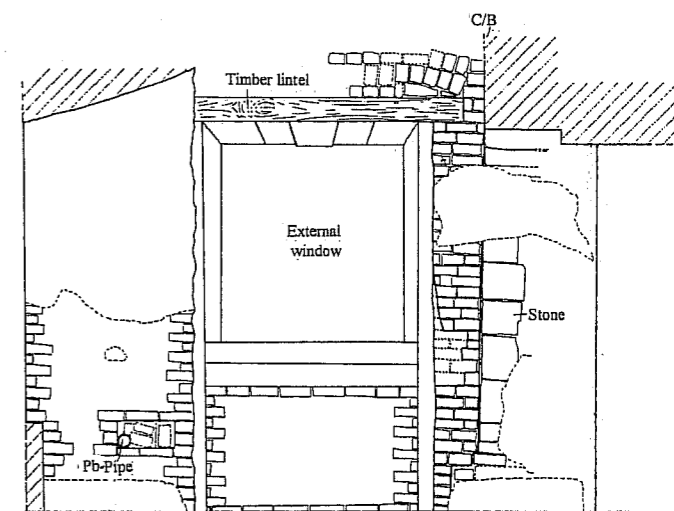 C/B
Timber lintel
External
window
Stone
Pb-Pipe